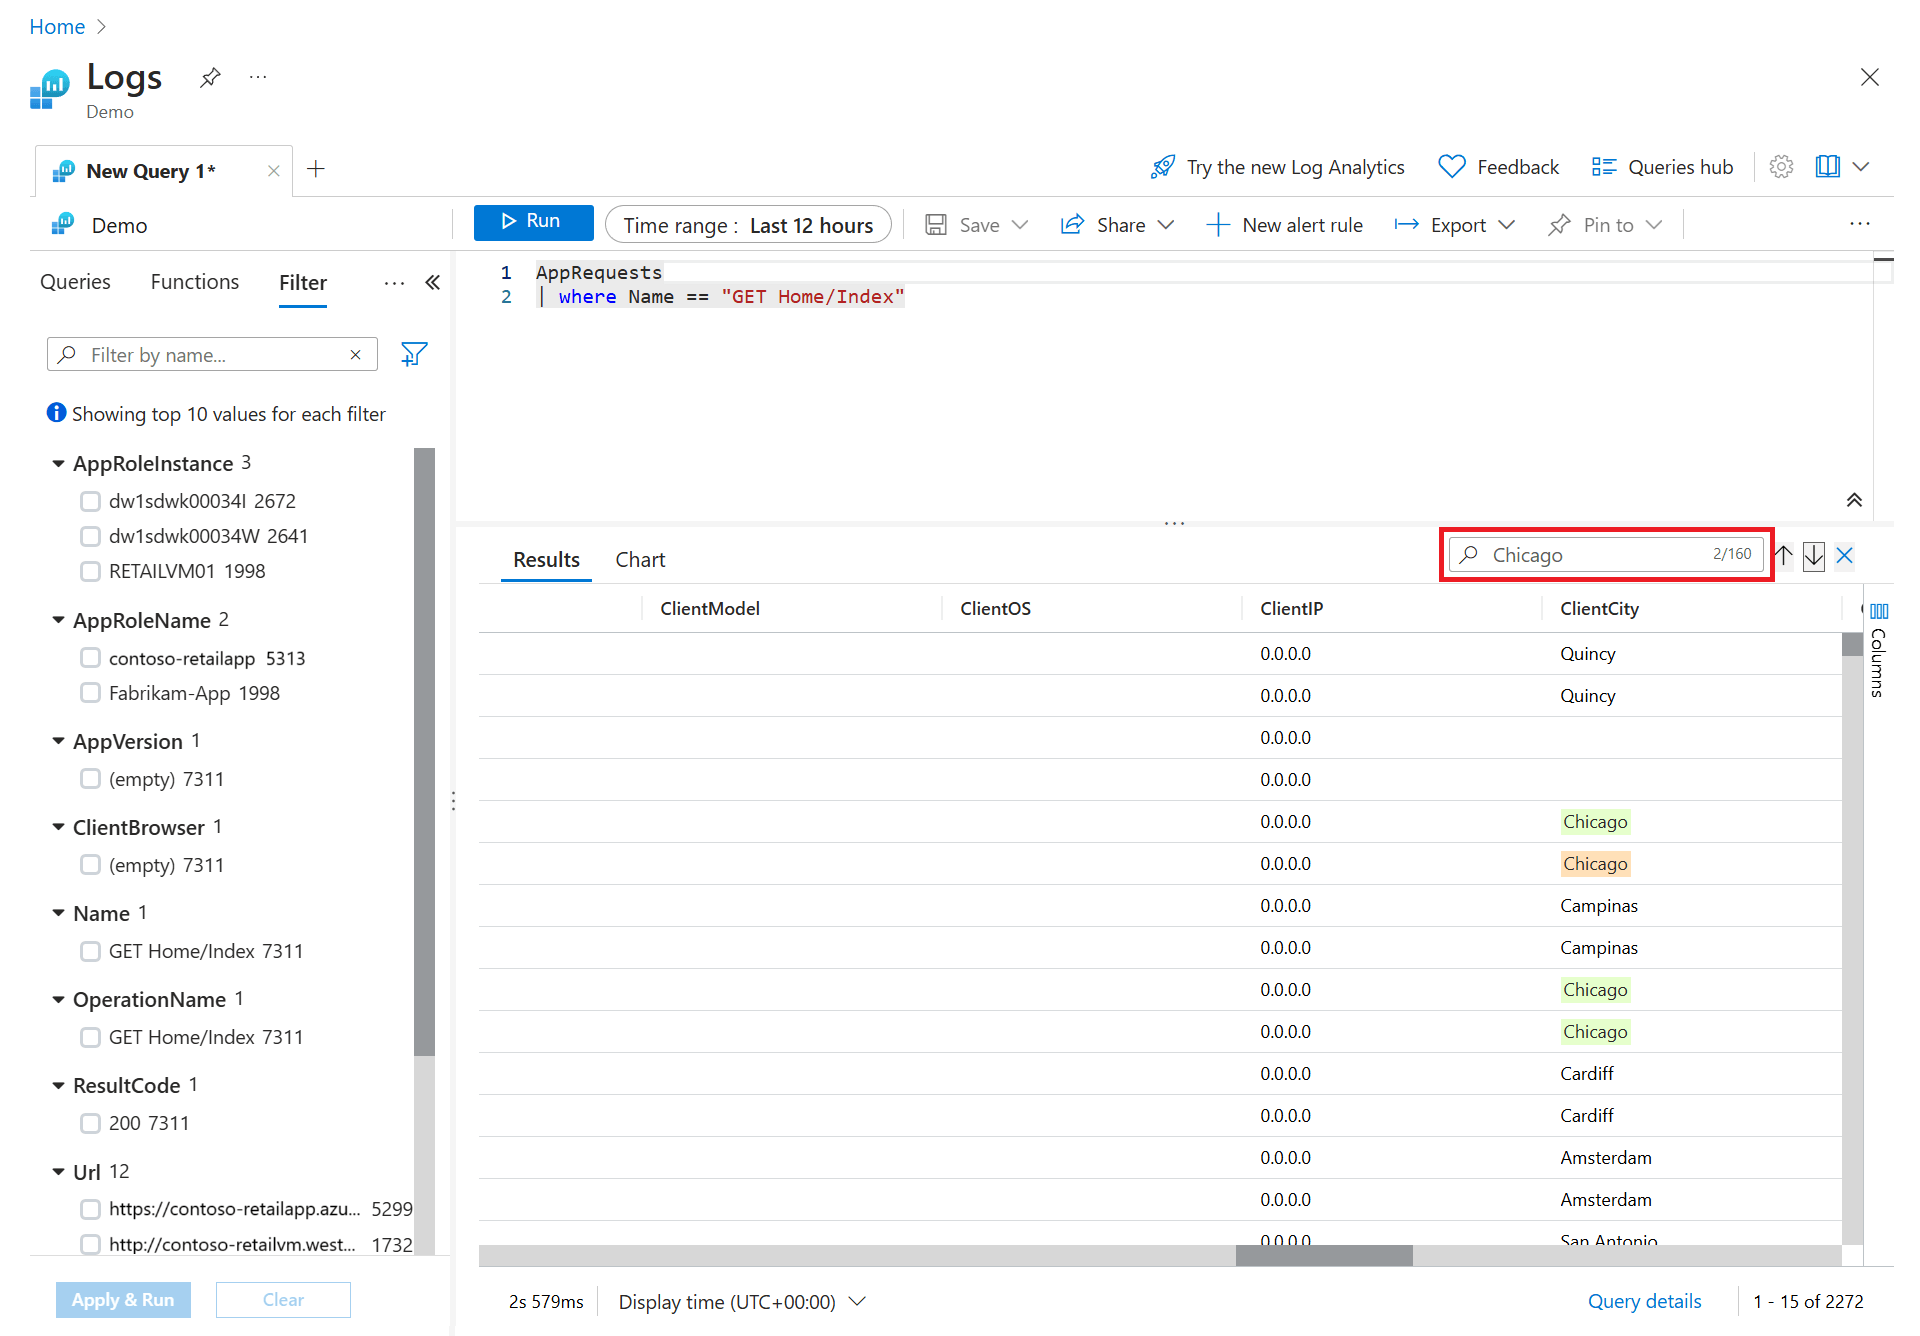 Home
Logs
Demo
New Query 1*
Try the new Log Analytics
Feedback
Queries hub
Demo
Run
Time range : Last 12 hours
Save
Share
New alert rule
Export
Pin to
Queries
Functions
Filter
Filter by name...
Showing top 10 values for each filter
AppRoleInstance 3
dw1sdwk00034I 2672
dw1sdwk00034W 2641
RETAILVM01 1998
AppRoleName 2
contoso-retailapp 5313
Fabrikam-App 1998
AppVersion 1
(empty) 7311
ClientBrowser 1
(empty) 7311
Name 1
GET Home/Index 7311
OperationName 1
GET Home/Index 7311
ResultCode 1
200 7311
Url 12
https://contoso-retailapp.azu... 5299
http://contoso-retailvm.west... 1732
Apply & Run
Clear
1 AppRequests
2 | where Name == "GET Home/Index"
Results
Chart
Chicago 2/160
ClientModel ClientOS ClientIP ClientCity
0.0.0.0 Quincy
0.0.0.0 Quincy
0.0.0.0
0.0.0.0
0.0.0.0 Chicago
0.0.0.0 Chicago
0.0.0.0 Campinas
0.0.0.0 Campinas
0.0.0.0 Chicago
0.0.0.0 Chicago
0.0.0.0 Cardiff
0.0.0.0 Cardiff
0.0.0.0 Amsterdam
0.0.0.0 Amsterdam
0.0.0.0 San Antonio
Columns
2s 579ms
Display time (UTC+00:00)
Query details
1 - 15 of 2272